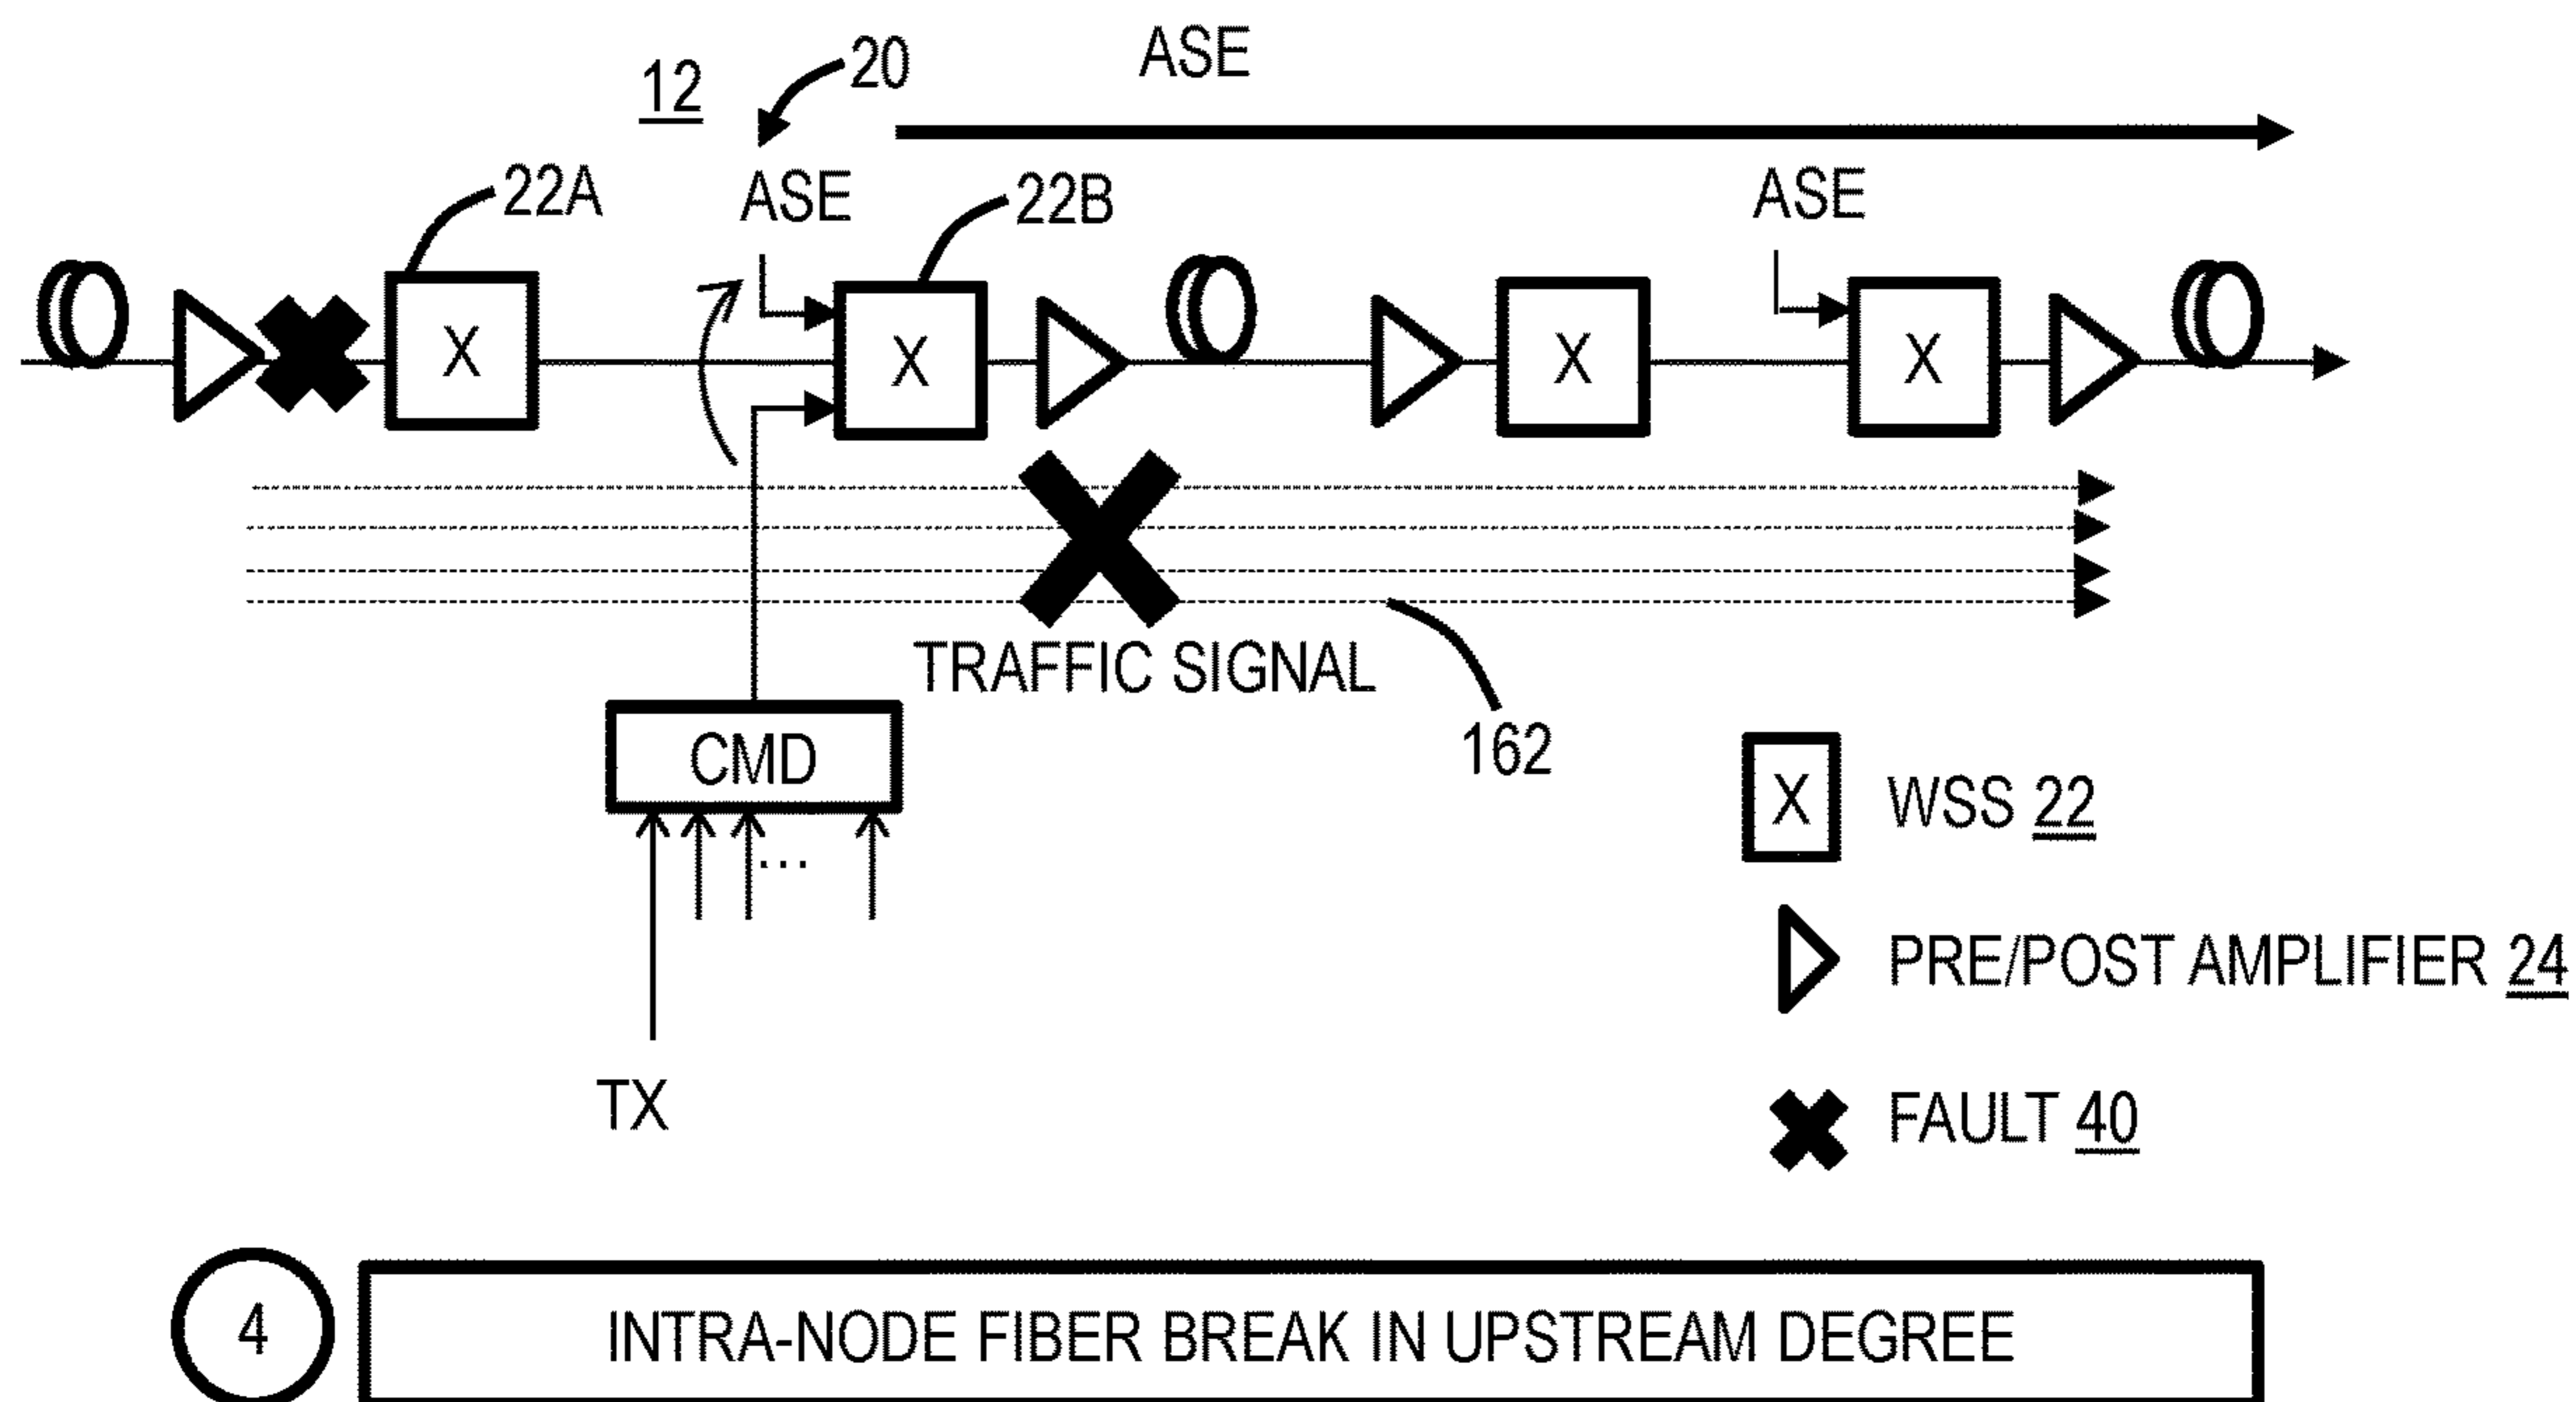 20
ASE
12
22A
ASE
22B
ASE
X
X
X
X
TRAFFIC SIGNAL
162
CMD
...
TX
X
WSS 22
PRE/POST AMPLIFIER 24
FAULT 40
4
INTRA-NODE FIBER BREAK IN UPSTREAM DEGREE